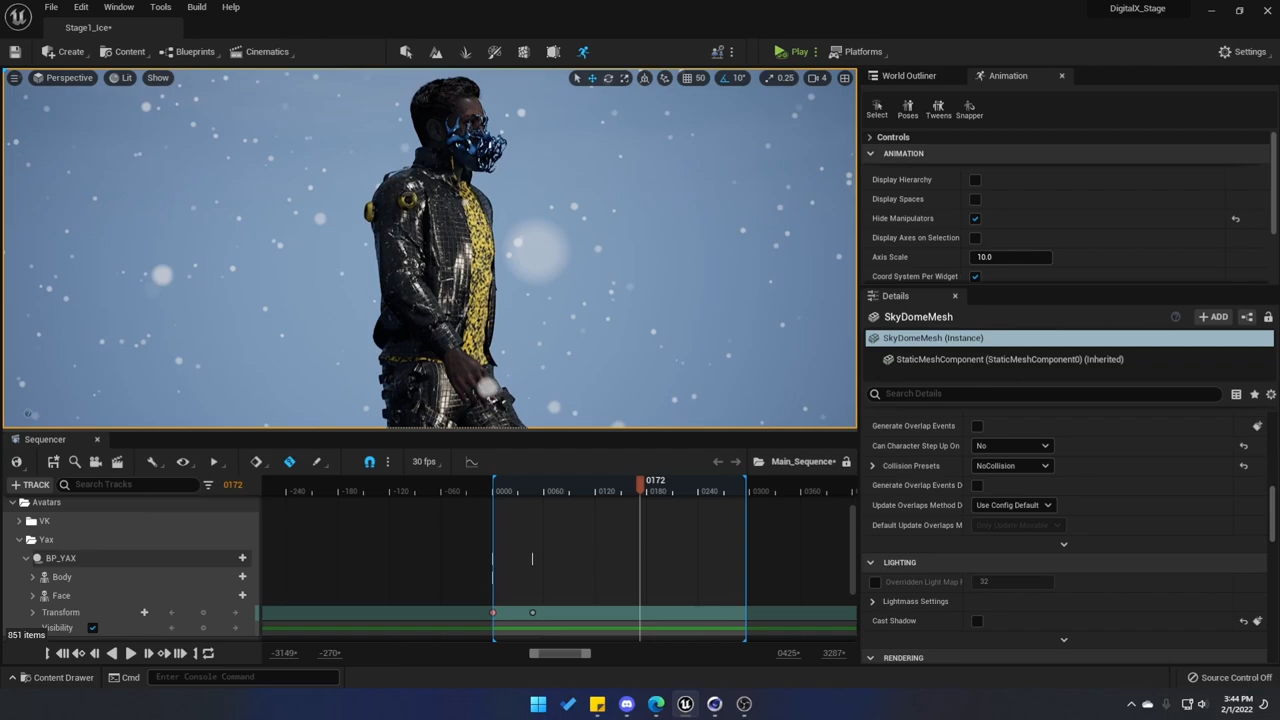 File Edit Window Tools Build Help
DigitalX_Stage
Stage1_Ice*
Create Content Blueprints Cinematics Play Platforms Settings
Perspective Lit Show 50 10° 0.25 4
World Outliner Animation
Select Poses Tweens Snapper
Controls
ANIMATION
Display Hierarchy
Display Spaces
Hide Manipulators
Display Axes on Selection
Axis Scale 10.0
Coord System Per Widget
Details
SkyDomeMesh ADD
SkyDomeMesh (Instance)
StaticMeshComponent (StaticMeshComponent0) (Inherited)
Search Details
Generate Overlap Events
Can Character Step Up On No
Collision Presets NoCollision
Generate Overlap Events D
Update Overlaps Method D Use Config Default
Default Update Overlaps M Only Update Movable
LIGHTING
Overridden Light Map 32
Lightmass Settings
Cast Shadow
RENDERING
Sequencer
30 fps Main_Sequence*
TRACK Search Tracks 0172
0172
-240 -180 -120 -060 0000 0060 0120 0180 0240 0300 0360
Avatars
VK
Yax
BP_YAX
Body
Face
Transform
Visibility
851 items
-3149* -270* 0425* 3287*
Content Drawer Cmd Enter Console Command Source Control Off
3:44 PM
2/1/2022